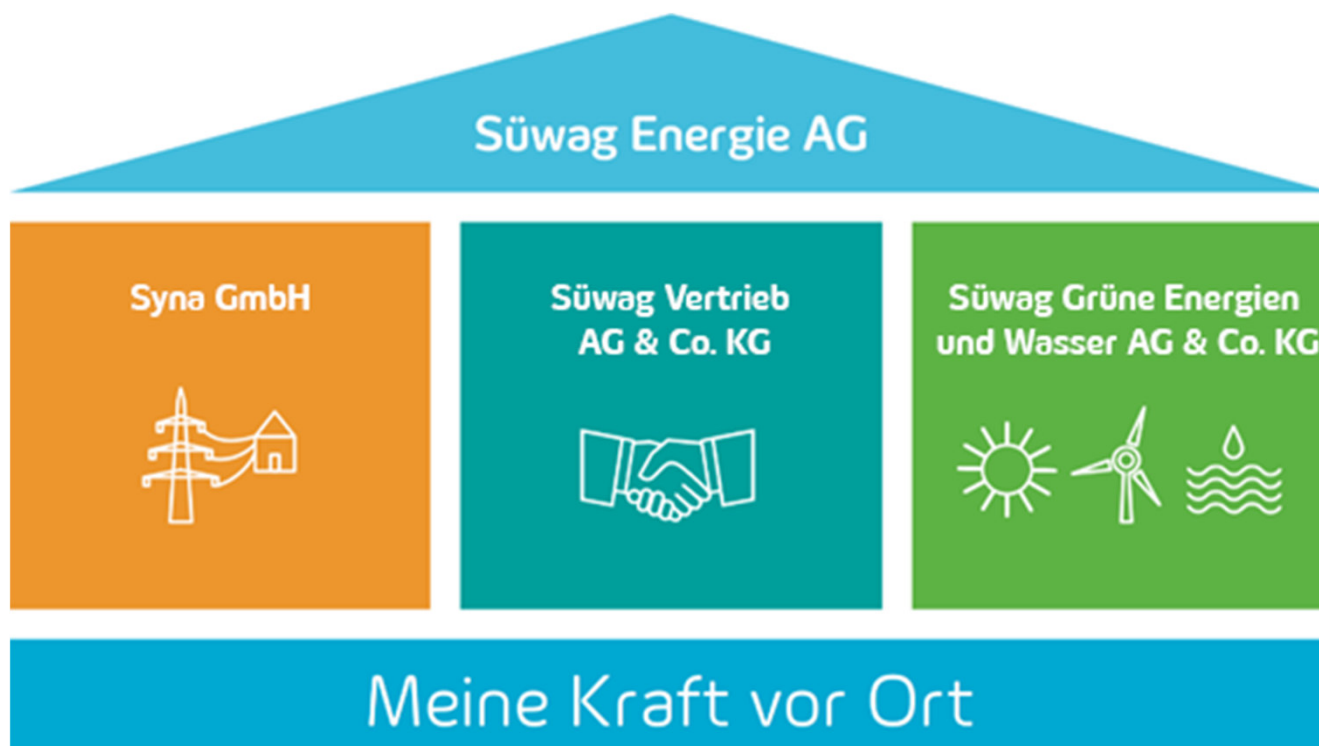 Süwag Energie AG
Syna GmbH
Süwag Vertrieb
AG & Co. KG
Süwag Grüne Energien
und Wasser AG & Co. KG
Meine Kraft vor Ort